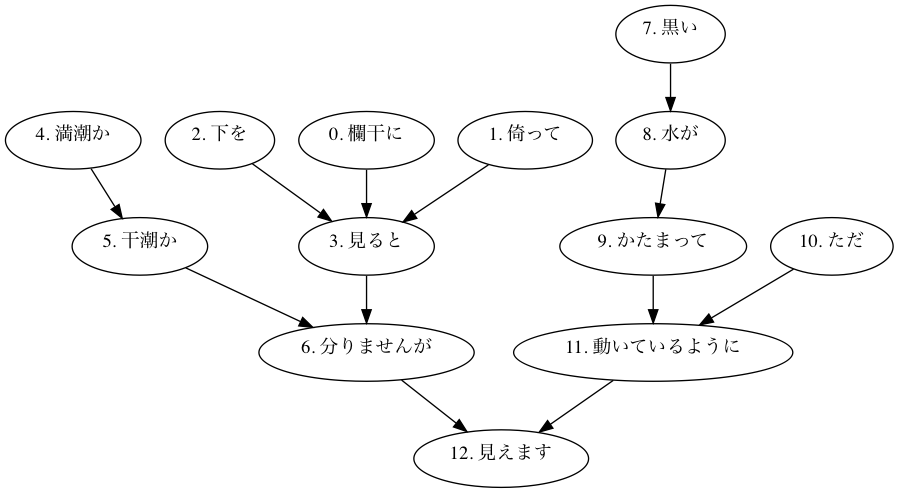 7. 黒い
4. 満潮か
2. 下を
0. 欄干に
1. 倚って
8. 水が
5. 干潮か
3. 見ると
9. かたまって
10. ただ
6. 分りませんが
11. 動いているように
12. 見えます